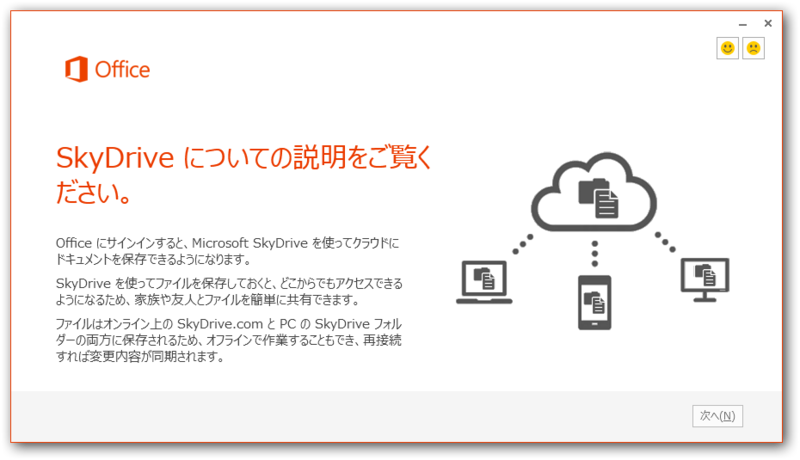 Office
SkyDrive についての説明をご覧く
ださい。
Office にサインインすると、Microsoft SkyDrive を使ってクラウドに
ドキュメントを保存できるようになります。
SkyDrive を使ってファイルを保存しておくと、どこからでもアクセスできる
ようになるため、家族や友人とファイルを簡単に共有できます。
ファイルはオンライン上の SkyDrive.com と PC の SkyDrive フォル
ダーの両方に保存されるため、オフラインで作業することもでき、再接続
すれば変更内容が同期されます。
次へ(N)